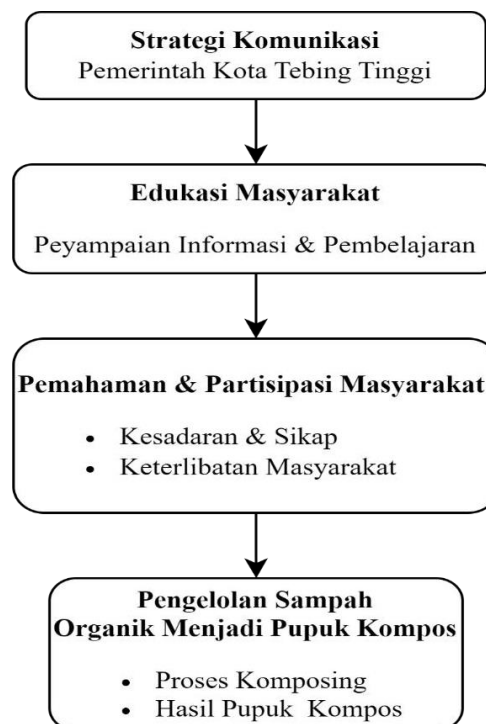 Strategi Komunikasi
Pemerintah Kota Tebing Tinggi
Edukasi Masyarakat
Peyampaian Informasi & Pembelajaran
Pemahaman & Partisipasi Masyarakat
• Kesadaran & Sikap
• Keterlibatan Masyarakat
Pengelolan Sampah
Organik Menjadi Pupuk Kompos
• Proses Komposing
• Hasil Pupuk Kompos